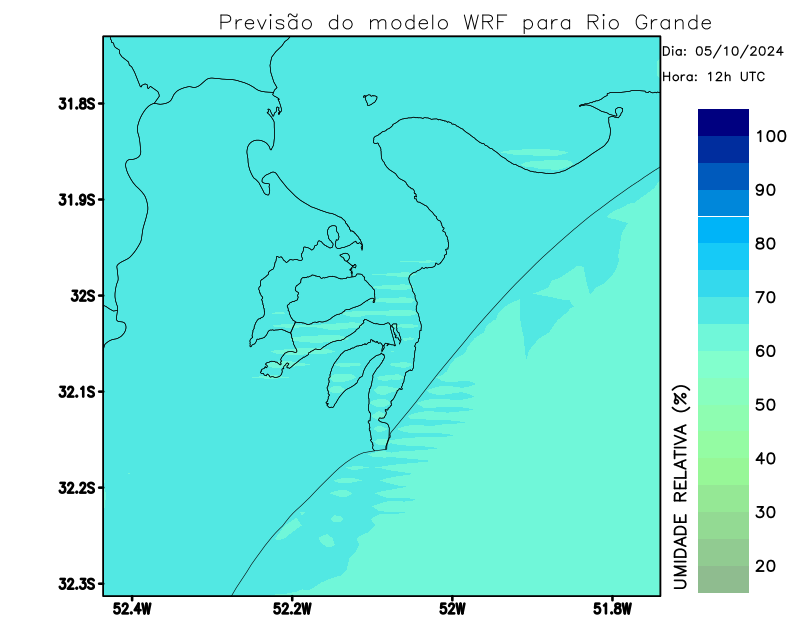 Previsão do modelo WRF para Rio Grande
Dia: 05/10/2024
Hora: 12h UTC
31.8S
31.9S
32S
32.1S
32.2S
32.3S
52.4W
52.2W
52W
51.8W
100
90
80
70
60
50
40
30
20
UMIDADE RELATIVA (%)